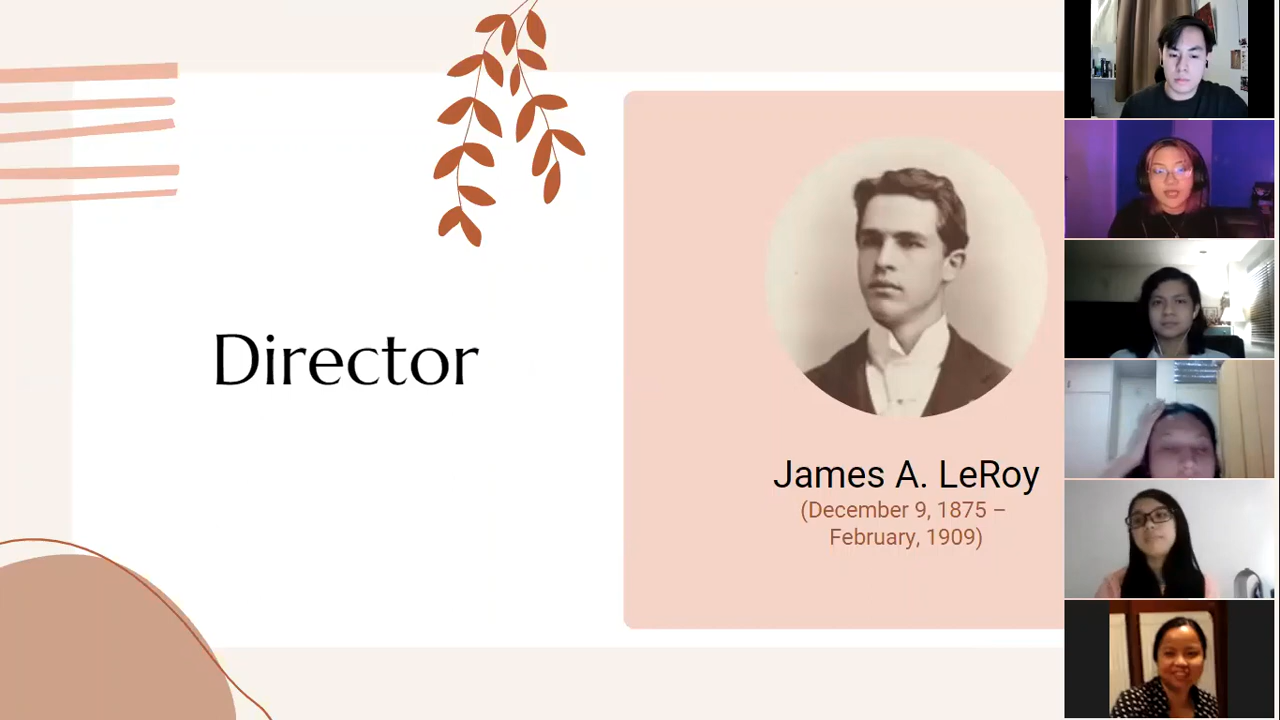 Director
James A. LeRoy
(December 9, 1875 –
February, 1909)